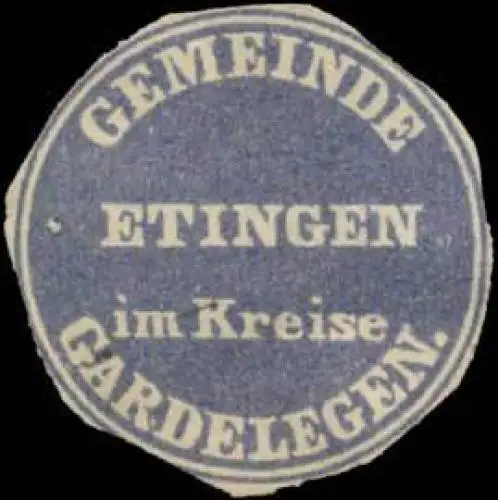 GEMEINDE
ETINGEN
im Kreise
GARDELEGEN.